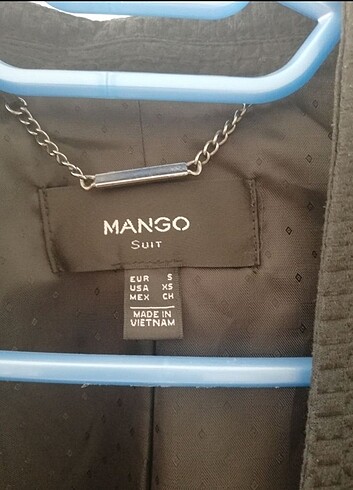 MANGO
SUIT
EUR S
USA XS
MEX CH
MADE IN
VIETNAM